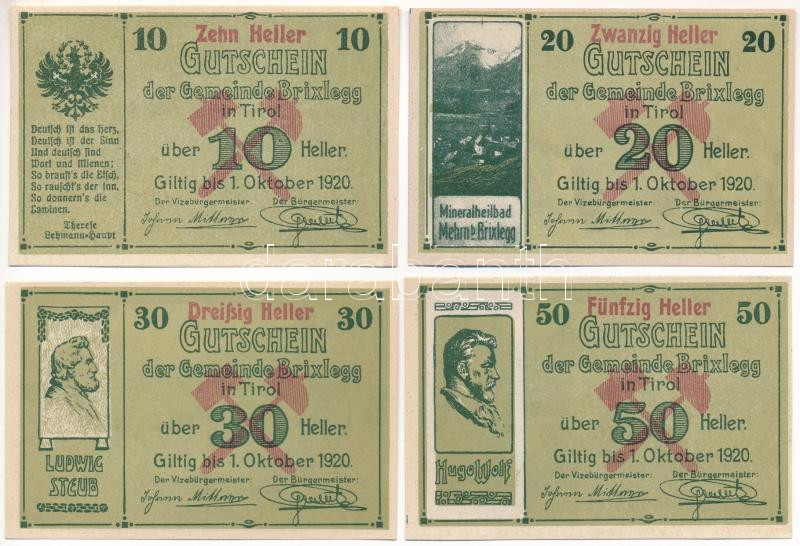 10
Zehn Heller
10
GUTSCHEIN
der Gemeinde Brixlegg
in Tirol
über 10 Heller.
Giltig bis 1. Oktober 1920.
Der Vizebürgermeister:
Der Bürgermeister:
Johann Mitterer
Deutsch ist das Herz,
Deutsch ist der Sinn
Und deutsch sind
Wort und Mienen;
So braust's die Etsch,
So rauscht's der Inn,
So donnern's die
Lawinen.
Therese
Lehmann-Haupt
20
Zwanzig Heller
20
GUTSCHEIN
der Gemeinde Brixlegg
in Tirol
über 20 Heller.
Giltig bis 1. Oktober 1920.
Der Vizebürgermeister:
Der Bürgermeister:
Johann Mitterer
Mineralheilbad
Mehrn b. Brixlegg
30
Dreißig Heller
30
GUTSCHEIN
der Gemeinde Brixlegg
in Tirol
über 30 Heller.
Giltig bis 1. Oktober 1920.
Der Vizebürgermeister:
Der Bürgermeister:
Johann Mitterer
LUDWIG
STEUB
50
Fünfzig Heller
50
GUTSCHEIN
der Gemeinde Brixlegg
in Tirol
über 50 Heller.
Giltig bis 1. Oktober 1920.
Der Vizebürgermeister:
Der Bürgermeister:
Johann Mitterer
Hugo Wolf
darabanth